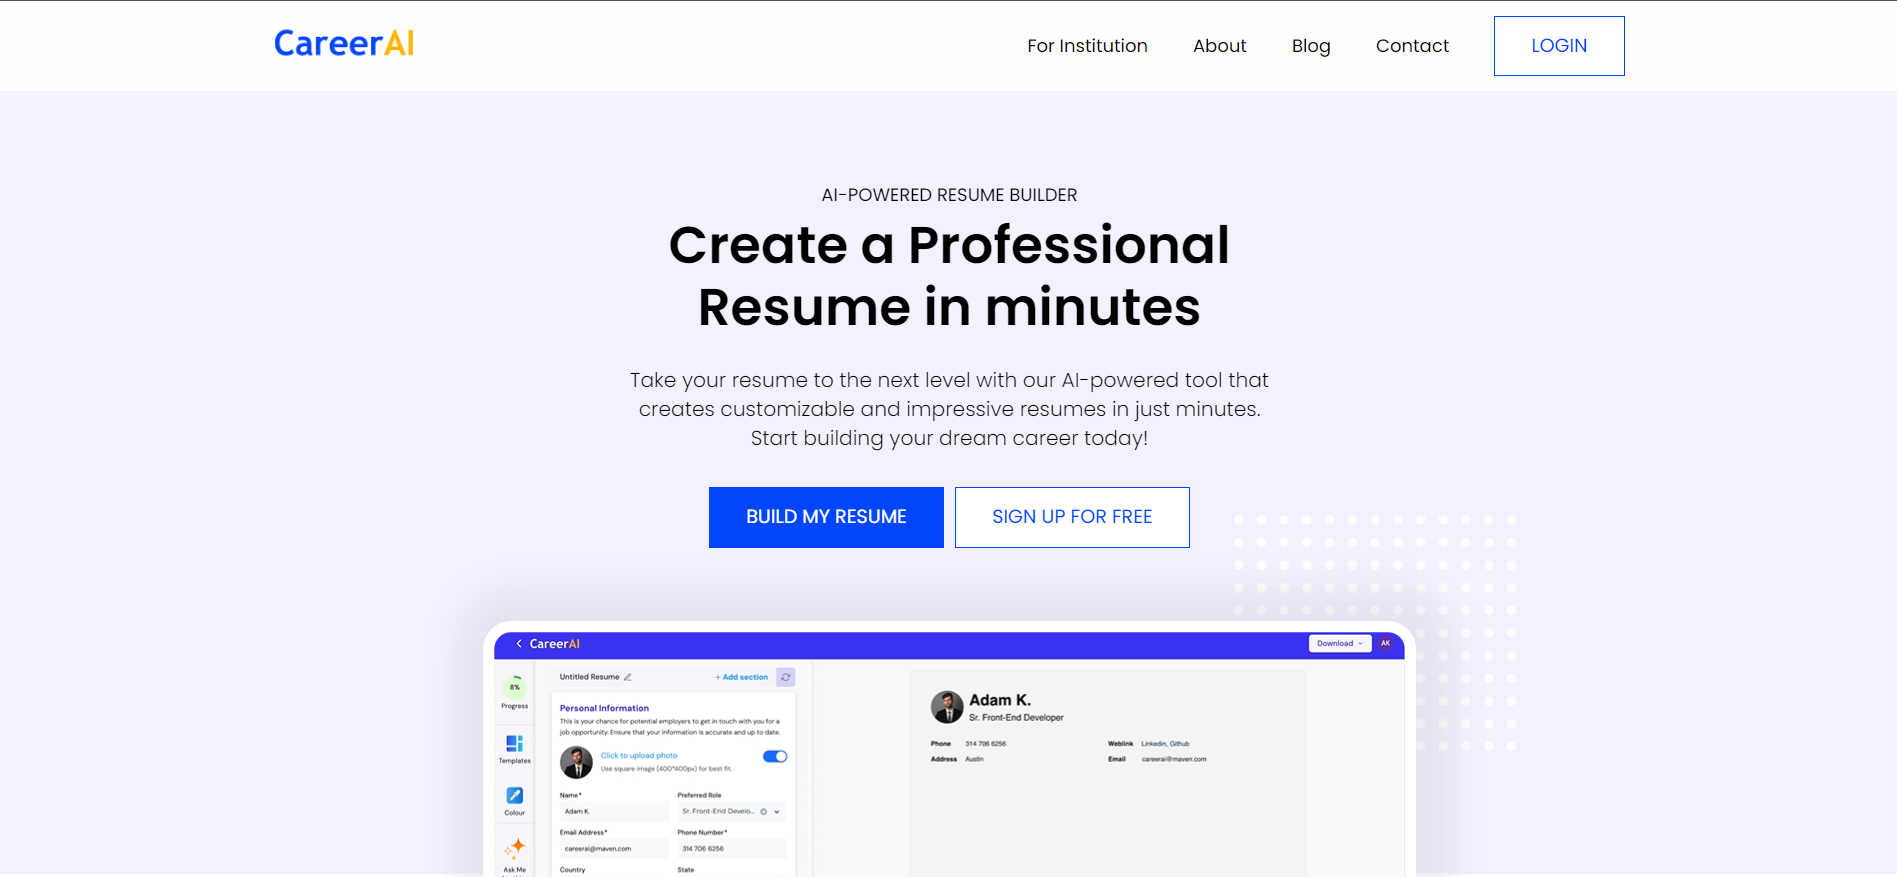 CareerAI
For Institution About Blog Contact LOGIN
AI-POWERED RESUME BUILDER
Create a Professional
Resume in minutes
Take your resume to the next level with our AI-powered tool that
creates customizable and impressive resumes in just minutes.
Start building your dream career today!
BUILD MY RESUME SIGN UP FOR FREE
CareerAI Download AK
8%
Progress
Templates
Colour
Ask Me
Untitled Resume + Add section
Personal Information
This is your chance for potential employers to get in touch with you for a
job opportunity. Ensure that your information is accurate and up to date.
Click to upload photo
Use square image (400*400px) for best fit.
Name* Preferred Role
Adam K. Sr. Front-End Develo...
Email Address* Phone Number*
careerai@maven.com 314 706 6256
Country State
Adam K.
Sr. Front-End Developer
Phone 314 706 6256 Weblink Linkedin, Github
Address Austin Email careerai@maven.com